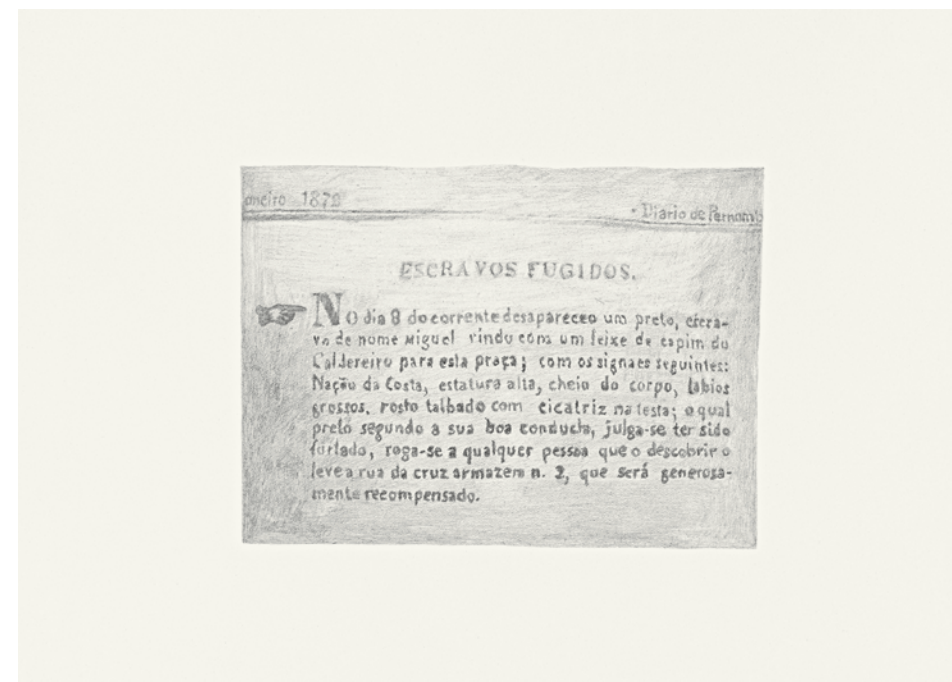 aneiro 1872
• Diario de Pernamb
ESCRAVOS FUGIDOS.
No dia 8 do corrente desappareceo um preto, escra-
vo de nome Miguel vindo com um feixe de capim do
Caldereiro para esta praça; com os signaes seguintes:
Nação da Costa, estatura alta, cheio do corpo, labios
grossos, rosto talhado com cicatriz na testa; o qual
preto segundo a sua boa conducta, julga-se ter sido
furtado, roga-se a qualquer pessoa que o descobrir o
leve a rua da cruz armazem n. 2, que será generosa-
mente recompensado.